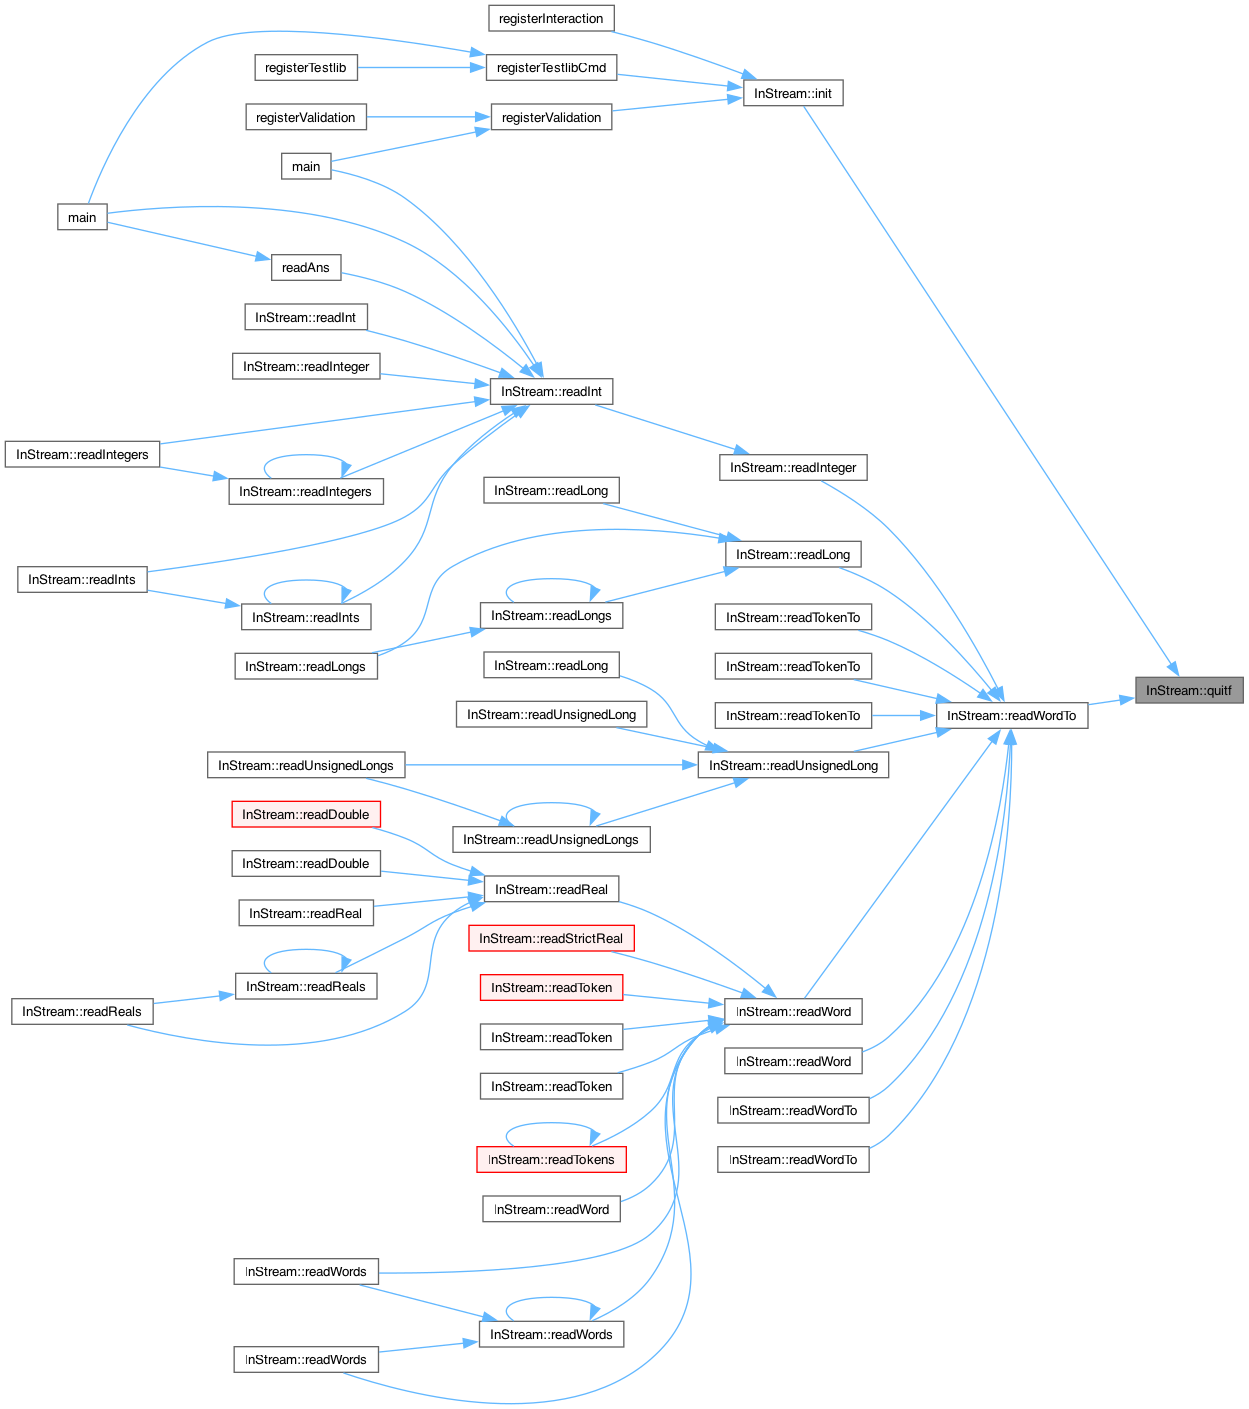 registerInteraction
registerTestlib
registerTestlibCmd
InStream::init
registerValidation
registerValidation
main
main
readAns
InStream::readInt
InStream::readInteger
InStream::readInt
InStream::readIntegers
InStream::readInteger
InStream::readIntegers
InStream::readLong
InStream::readLong
InStream::readInts
InStream::readInts
InStream::readLongs
InStream::readTokenTo
InStream::readLongs
InStream::readLong
InStream::readTokenTo
InStream::quitf
InStream::readUnsignedLong
InStream::readTokenTo
InStream::readWordTo
InStream::readUnsignedLongs
InStream::readUnsignedLong
InStream::readDouble
InStream::readUnsignedLongs
InStream::readDouble
InStream::readReal
InStream::readReal
InStream::readStrictReal
InStream::readReals
InStream::readToken
InStream::readReals
InStream::readWord
InStream::readToken
InStream::readWord
InStream::readToken
InStream::readWordTo
InStream::readTokens
InStream::readWordTo
InStream::readWord
InStream::readWords
InStream::readWords
InStream::readWords